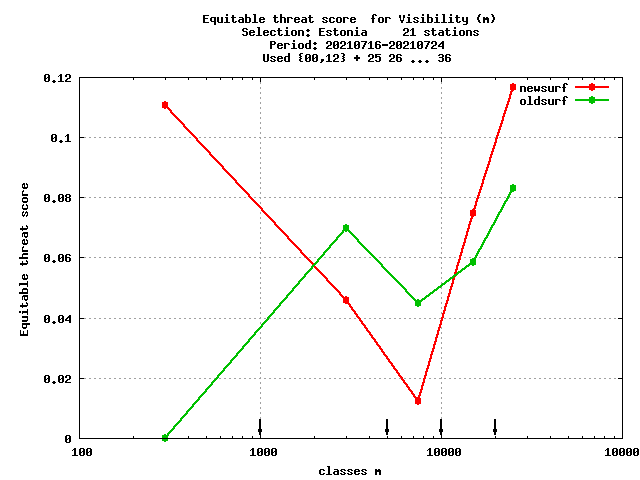 Equitable threat score  for Visibility (m)
Selection: Estonia     21 stations
Period: 20210716-20210724
Used {00,12} + 25 26 ... 36
0.12
0.1
0.08
0.06
0.04
0.02
0
Equitable threat score
newsurf
oldsurf
100
1000
10000
10000
classes m